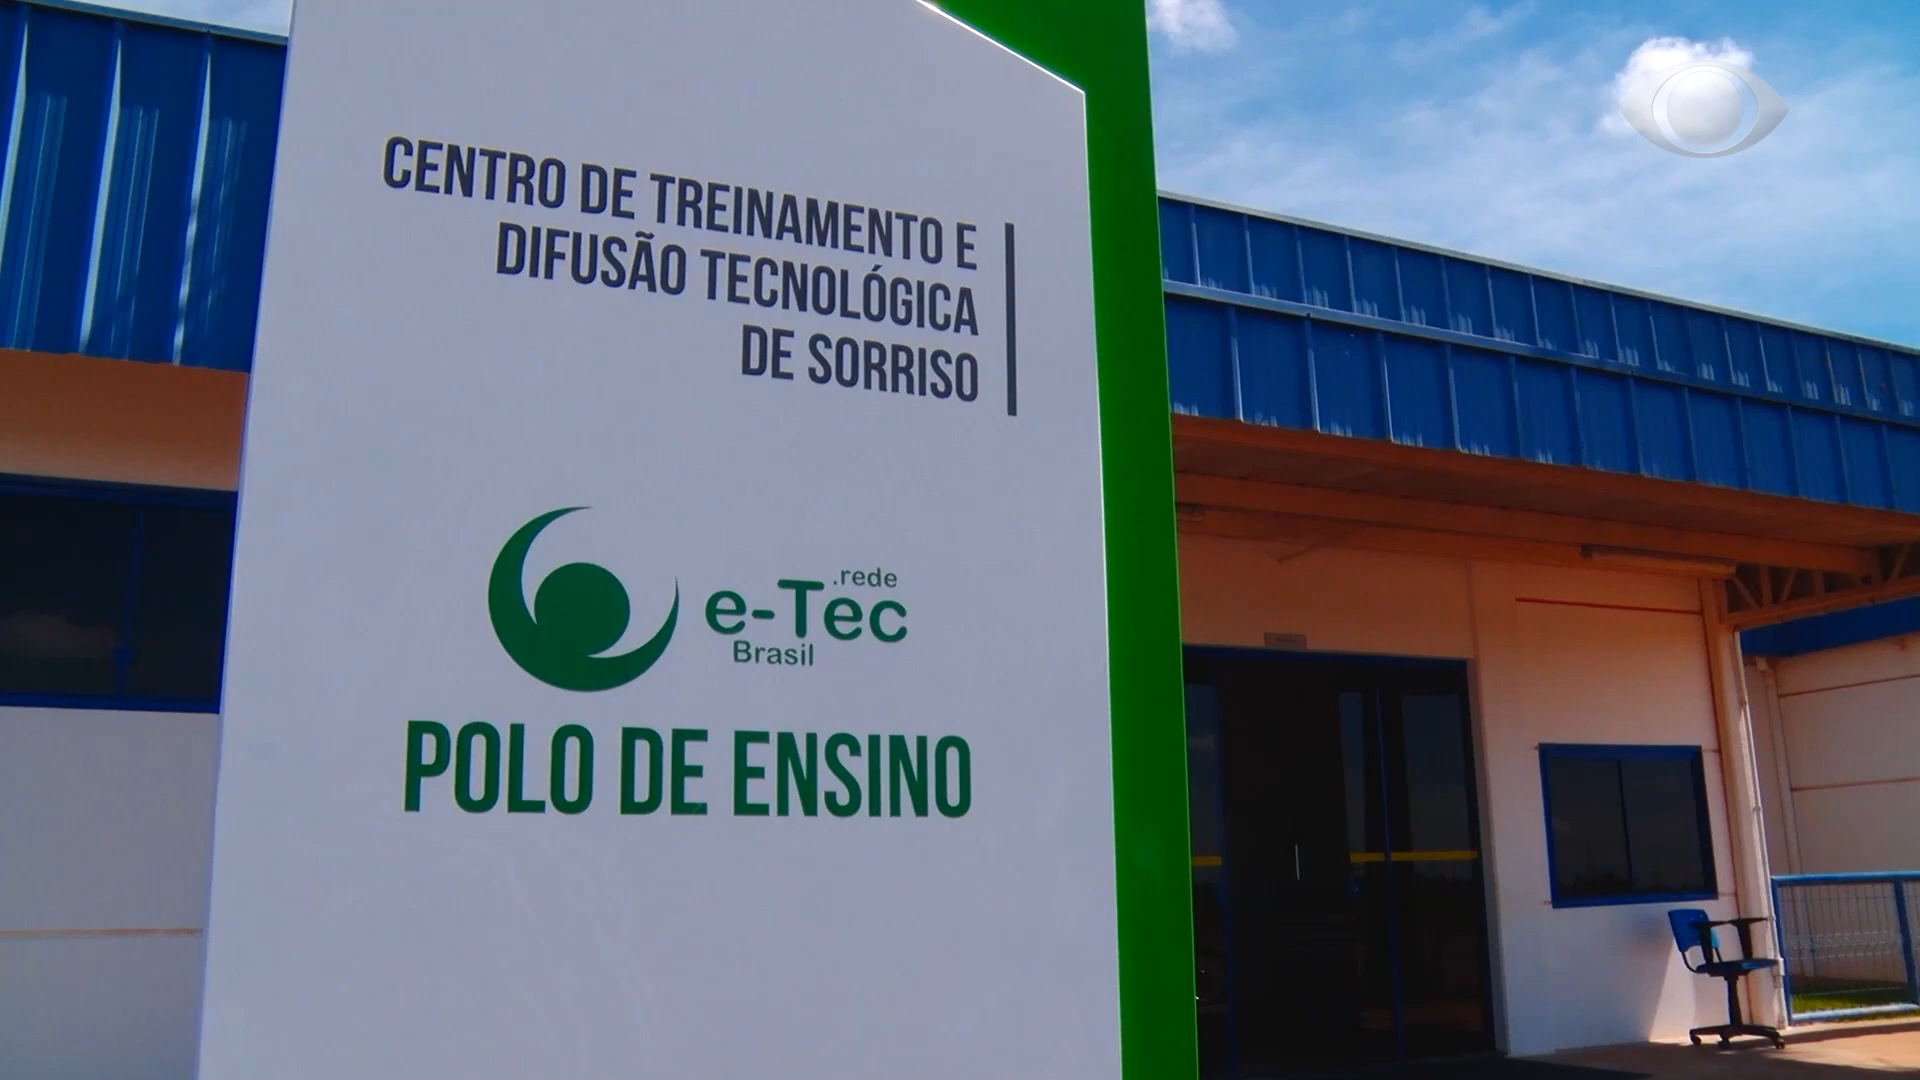 CENTRO DE TREINAMENTO E
DIFUSÃO TECNOLÓGICA
DE SORRISO
.rede
e-Tec
Brasil
POLO DE ENSINO